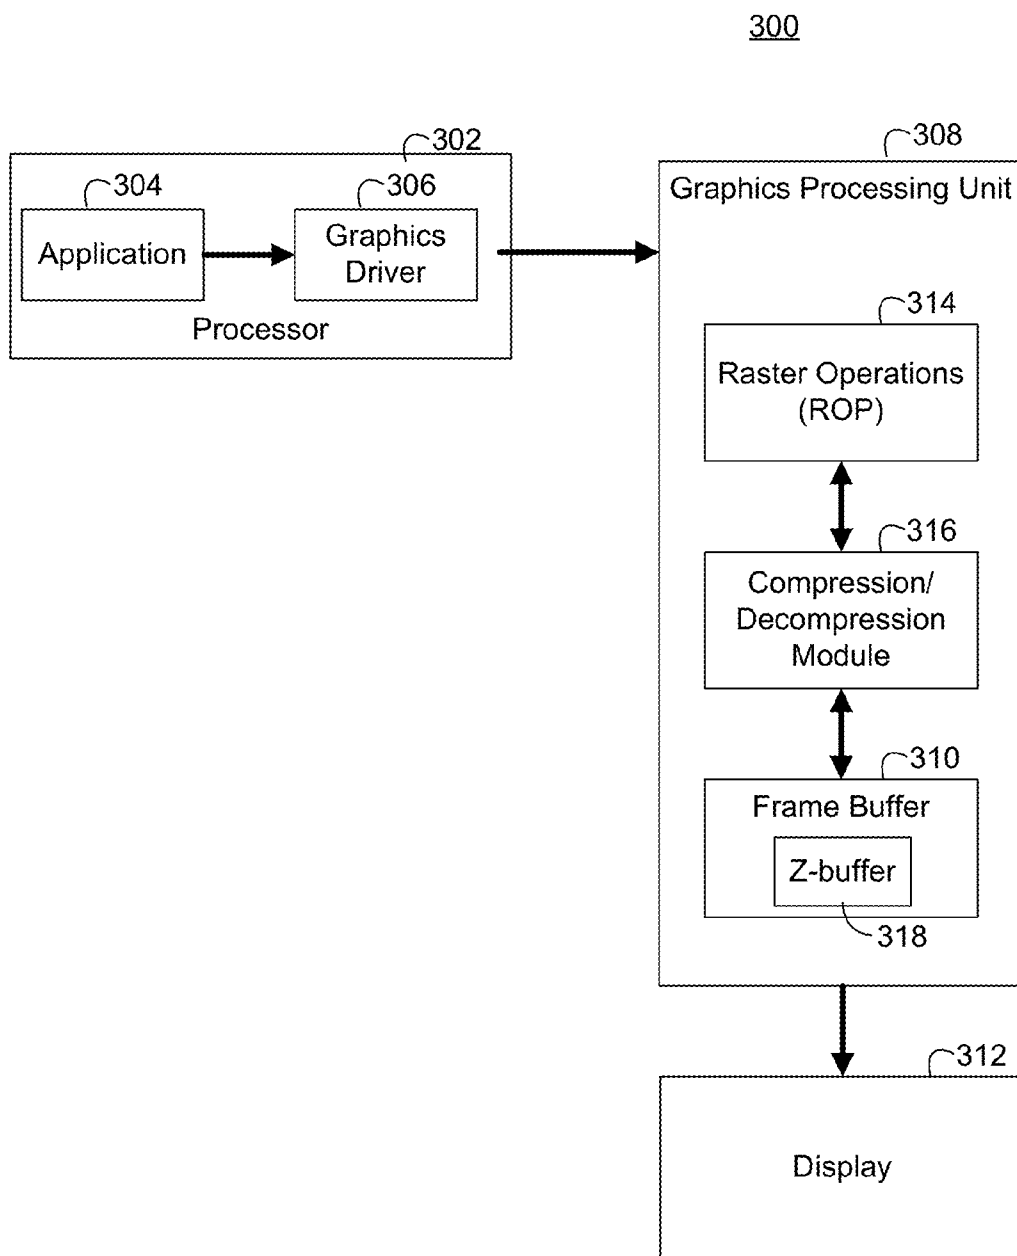 300
302
304
Application
306
Graphics
Driver
Processor
308
Graphics Processing Unit
314
Raster Operations
(ROP)
316
Compression/
Decompression
Module
310
Frame Buffer
Z-buffer
318
312
Display